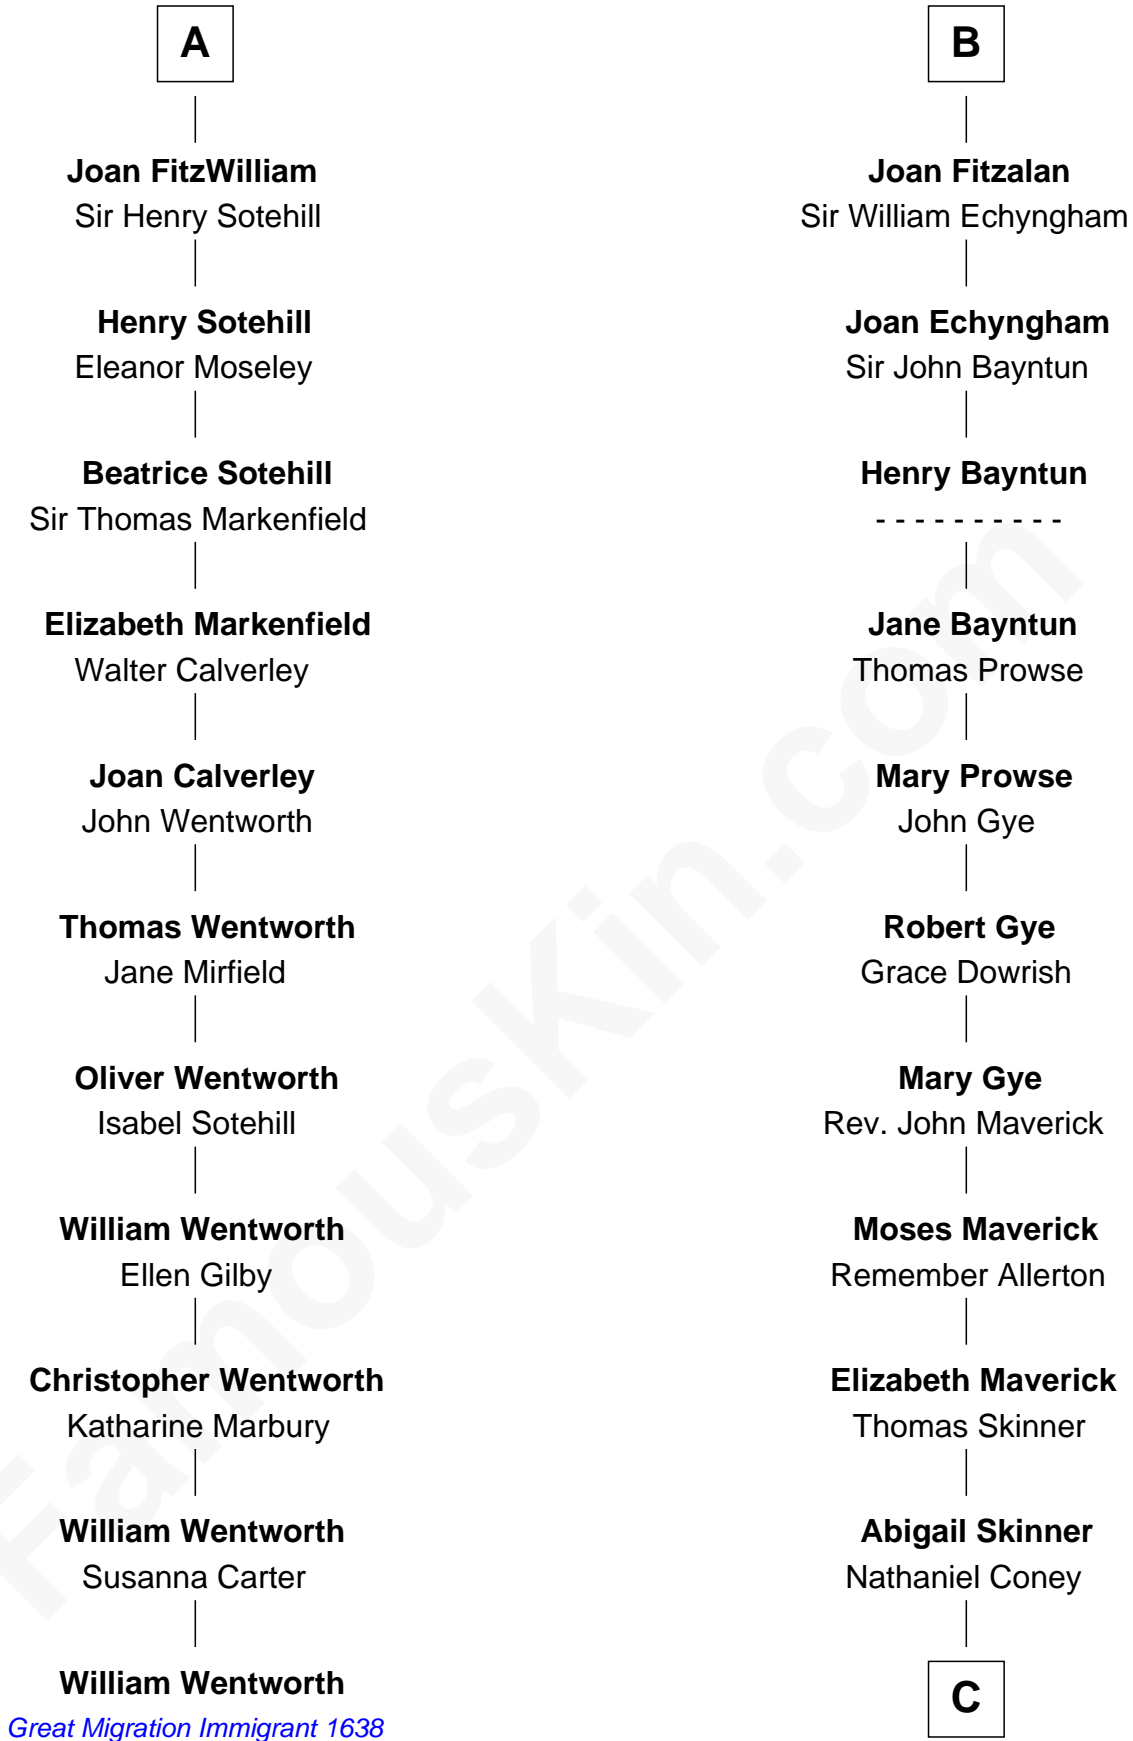 A
Joan FitzWilliam
Sir Henry Sotehill
Henry Sotehill
Eleanor Moseley
Beatrice Sotehill
Sir Thomas Markenfield
Elizabeth Markenfield
Walter Calverley
Joan Calverley
John Wentworth
Thomas Wentworth
Jane Mirfield
Oliver Wentworth
Isabel Sotehill
William Wentworth
Ellen Gilby
Christopher Wentworth
Katharine Marbury
William Wentworth
Susanna Carter
William Wentworth
Great Migration Immigrant 1638
B
Joan Fitzalan
Sir William Echyngham
Joan Echyngham
Sir John Bayntun
Henry Bayntun
- - - - - - - - - -
Jane Bayntun
Thomas Prowse
Mary Prowse
John Gye
Robert Gye
Grace Dowrish
Mary Gye
Rev. John Maverick
Moses Maverick
Remember Allerton
Elizabeth Maverick
Thomas Skinner
Abigail Skinner
Nathaniel Coney
C
FamousKin.com